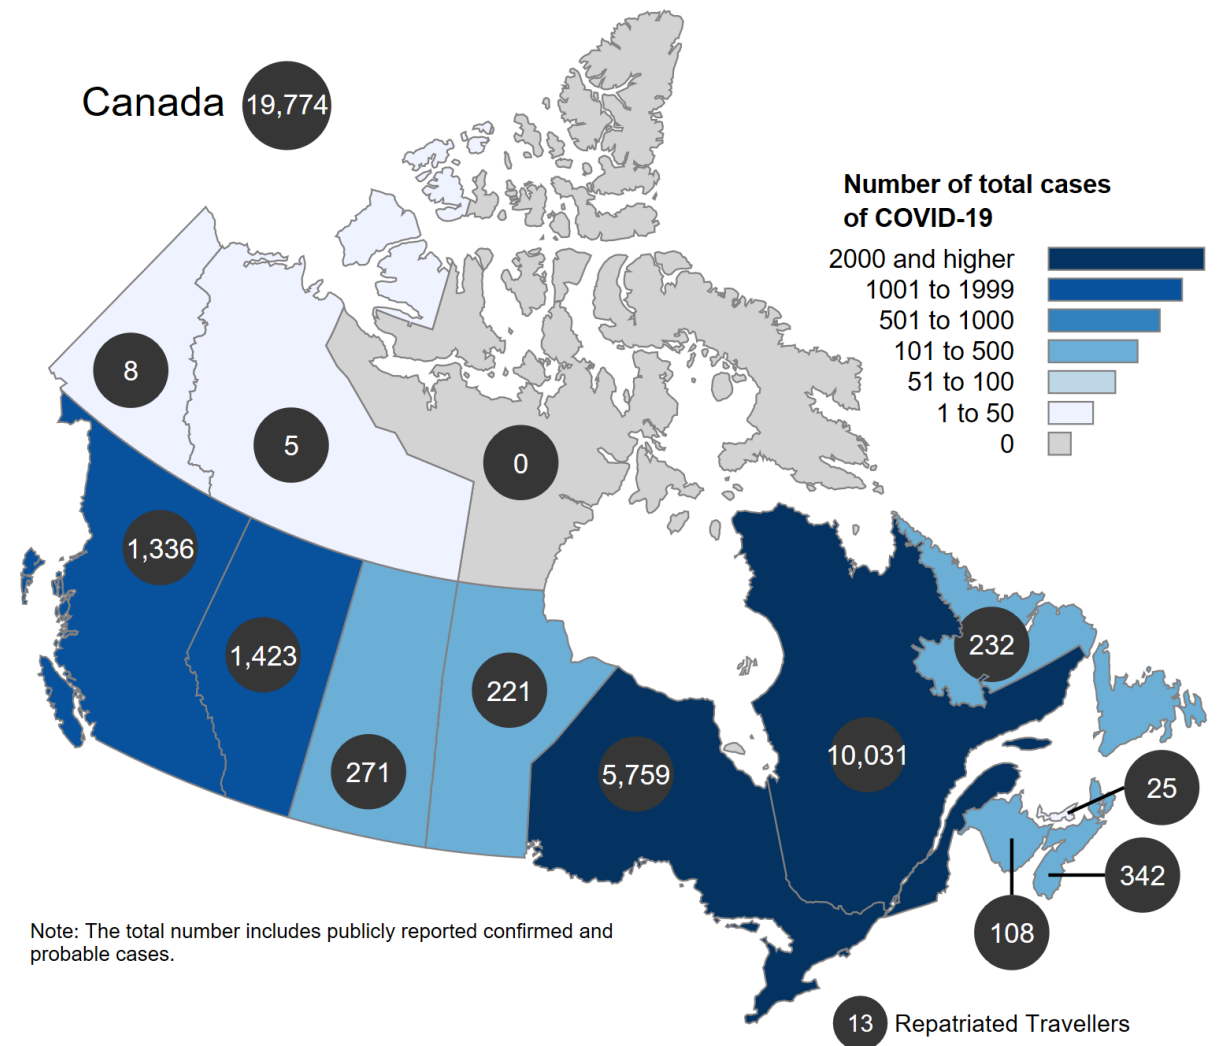 Canada 19,774
Number of total cases
of COVID-19
2000 and higher
1001 to 1999
501 to 1000
101 to 500
51 to 100
1 to 50
0
8
5
0
1,336
1,423
271
221
5,759
10,031
232
25
342
108
Note: The total number includes publicly reported confirmed and
probable cases.
13 Repatriated Travellers